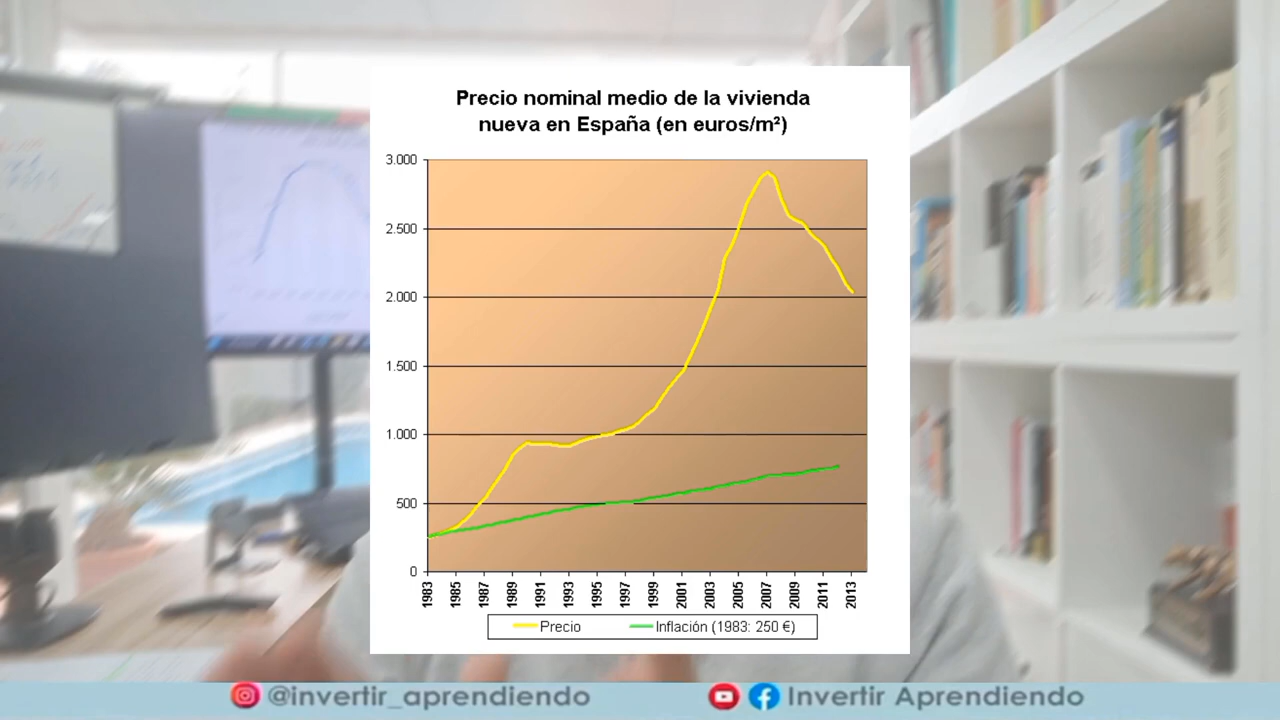 Precio nominal medio de la vivienda
nueva en España (en euros/m²)
3.000
2.500
2.000
1.500
1.000
500
0
1983 1985 1987 1989 1991 1993 1995 1997 1999 2001 2003 2005 2007 2009 2011 2013
Precio Inflación (1983: 250 €)
@invertir_aprendiendo Invertir Aprendiendo